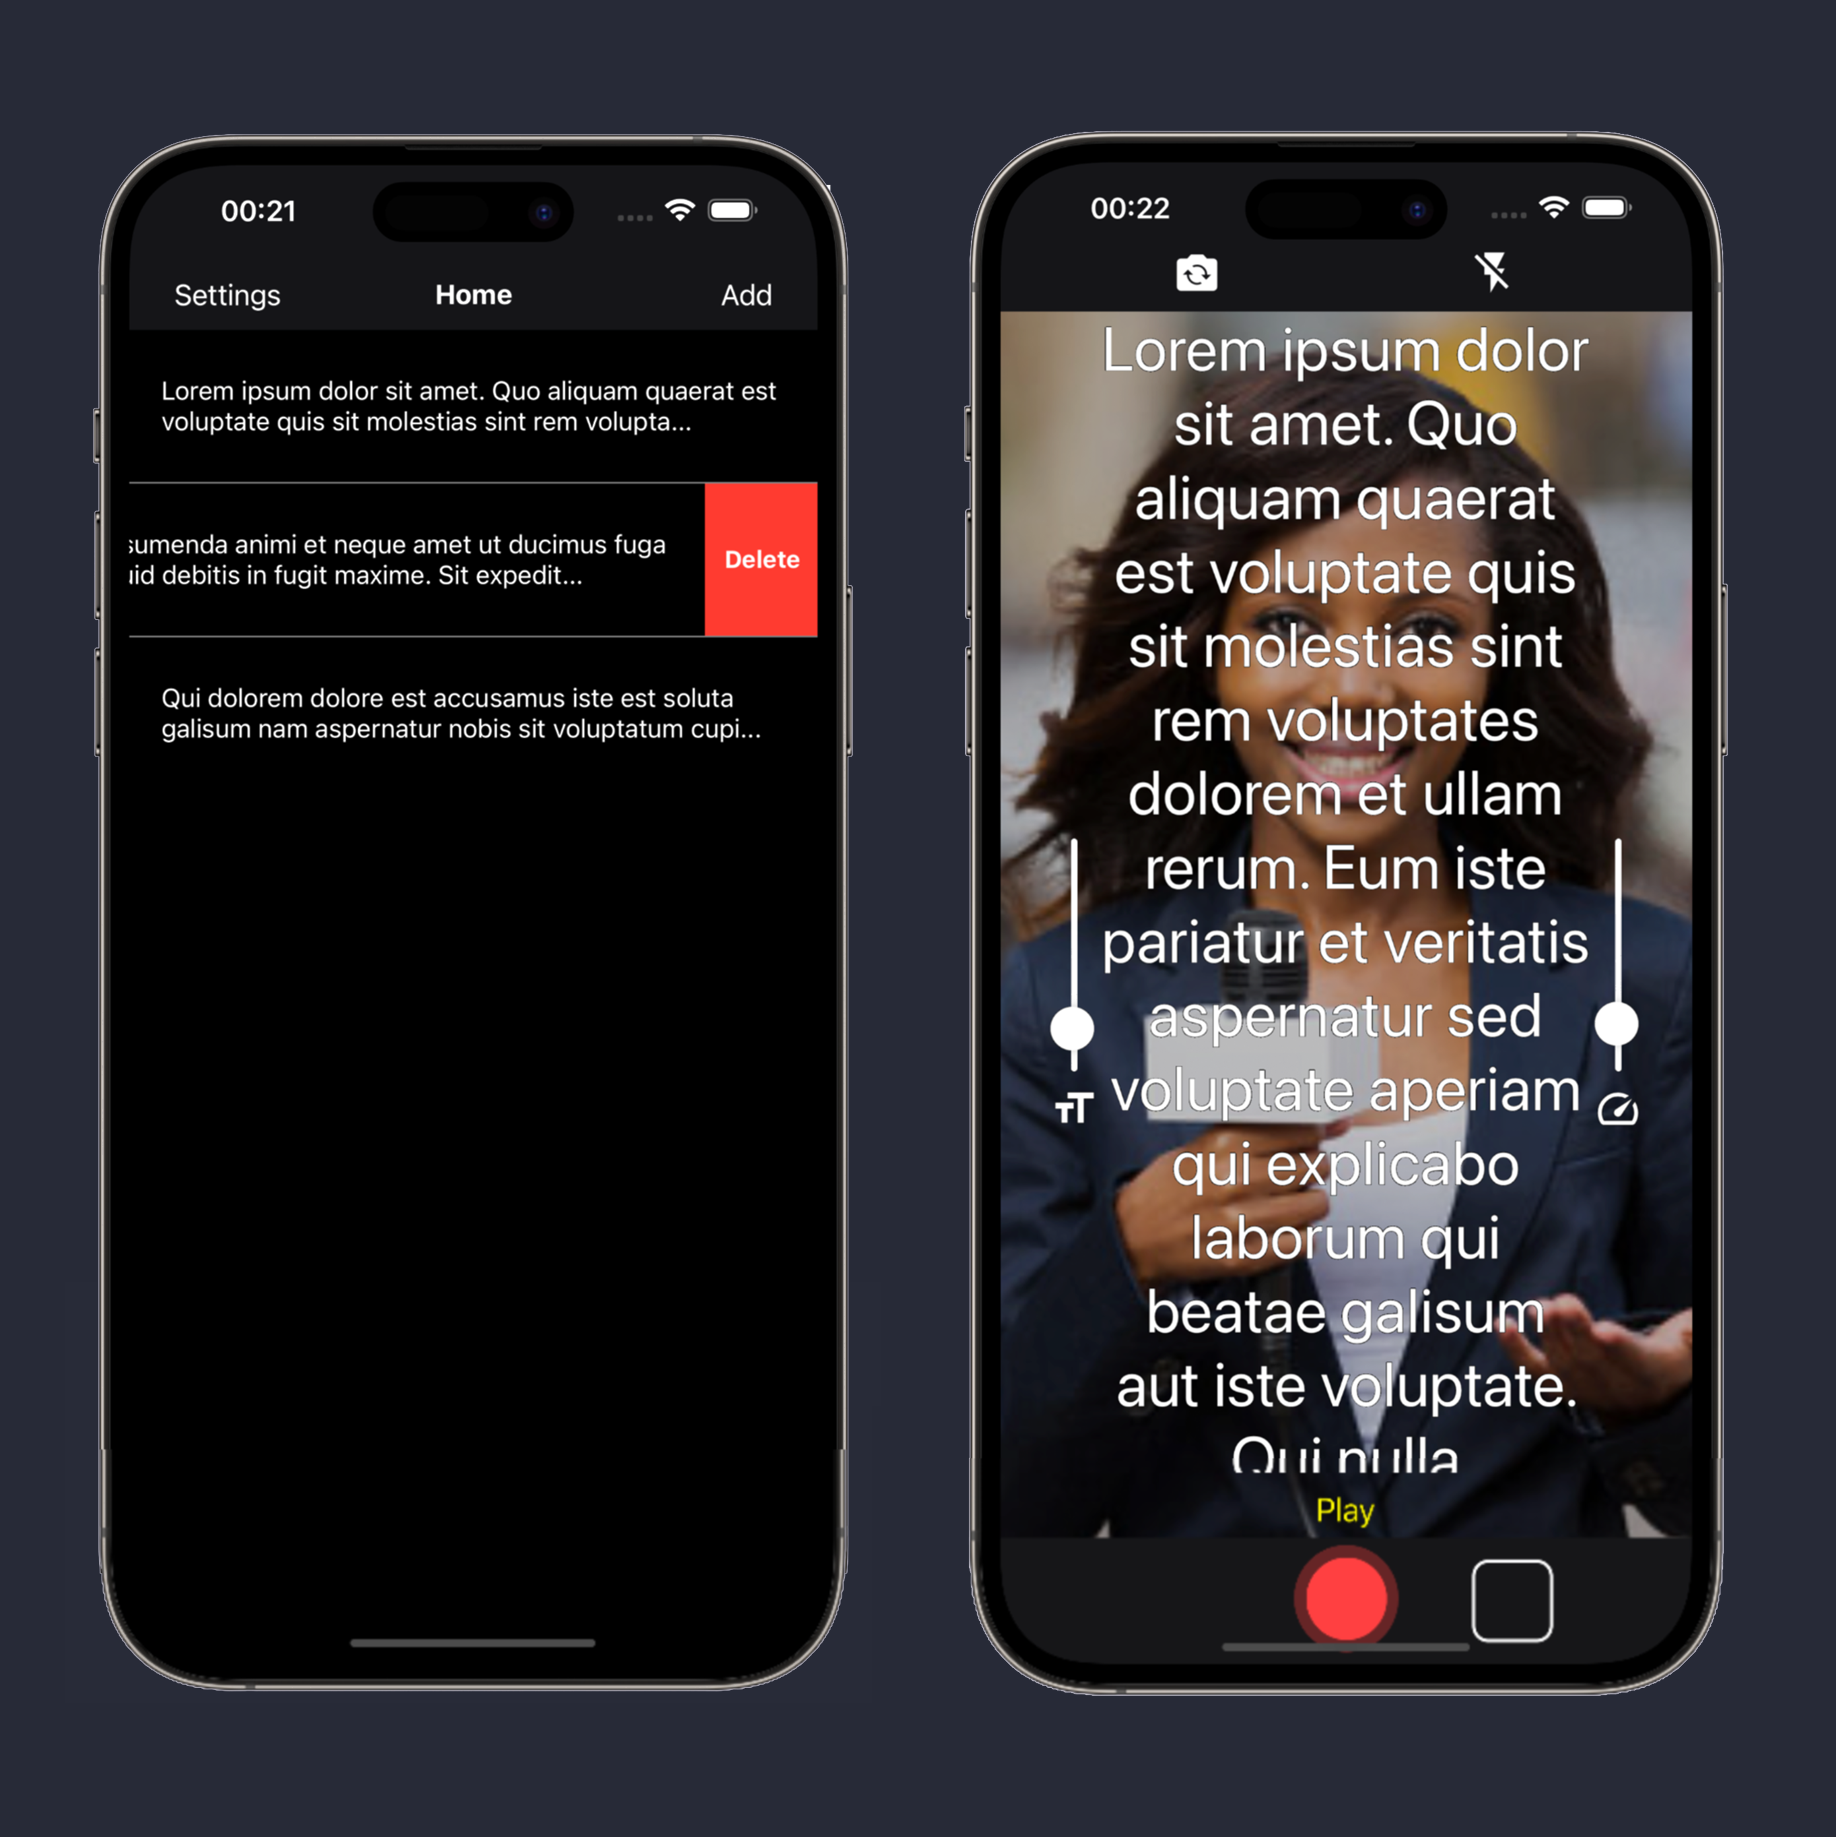 00:21
Settings Home Add
Lorem ipsum dolor sit amet. Quo aliquam quaerat est
voluptate quis sit molestias sint rem volupta...
sumenda animi et neque amet ut ducimus fuga
uid debitis in fugit maxime. Sit expedit...
Delete
Qui dolorem dolore est accusamus iste est soluta
galisum nam aspernatur nobis sit voluptatum cupi...
00:22
Lorem ipsum dolor
sit amet. Quo
aliquam quaerat
est voluptate quis
sit molestias sint
rem voluptates
dolorem et ullam
rerum. Eum iste
pariatur et veritatis
aspernatur sed
voluptate aperiam
qui explicabo
laborum qui
beatae galisum
aut iste voluptate.
Qui nulla
TT
Play